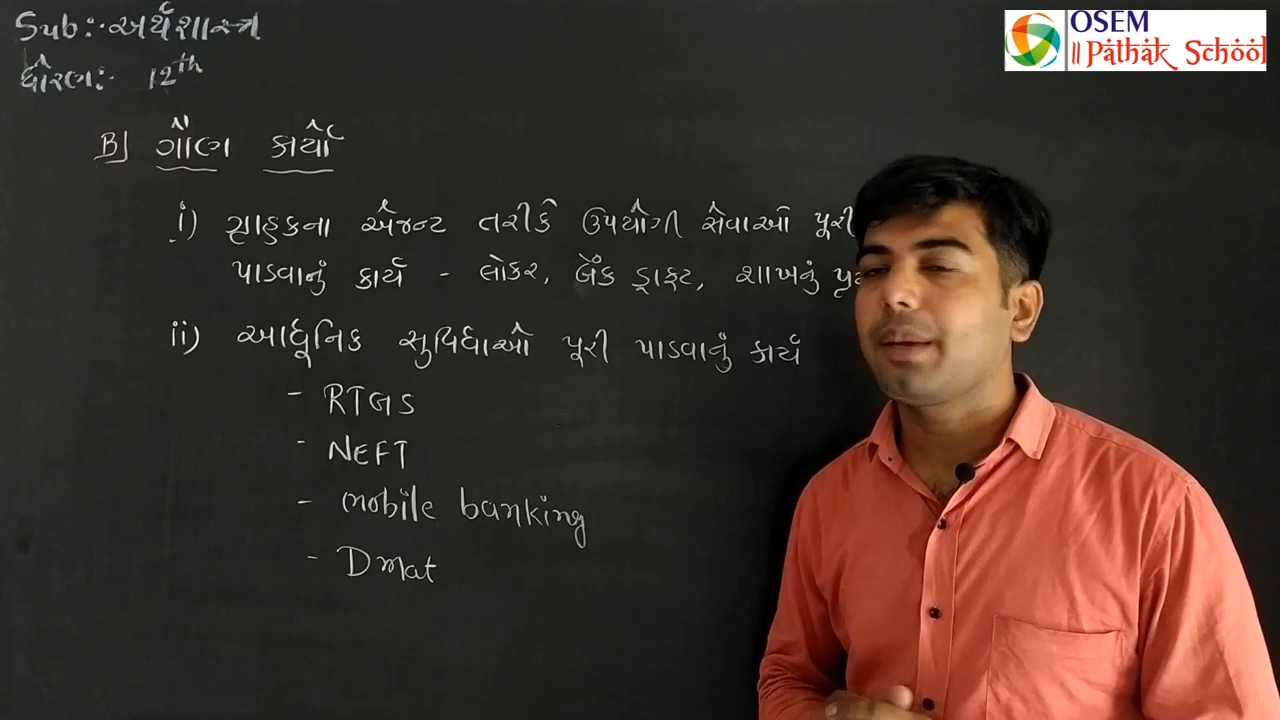 Sub:- અર્થશાસ્ત્ર
OSEM
ધોરણ:- 12th
|| Pathak School
B] ગૌણ કાર્યો
i) ગ્રાહકના એજન્ટ તરીકે ઉપયોગી સેવાઓ પૂરી
પાડવાનું કાર્ય - લોકર, બેંક ડ્રાફ્ટ, શાખનું
ii) આધુનિક સુવિધાઓ પૂરી પાડવાનું કાર્ય
- RTGS
- NEFT
- mobile banking
- Dmat